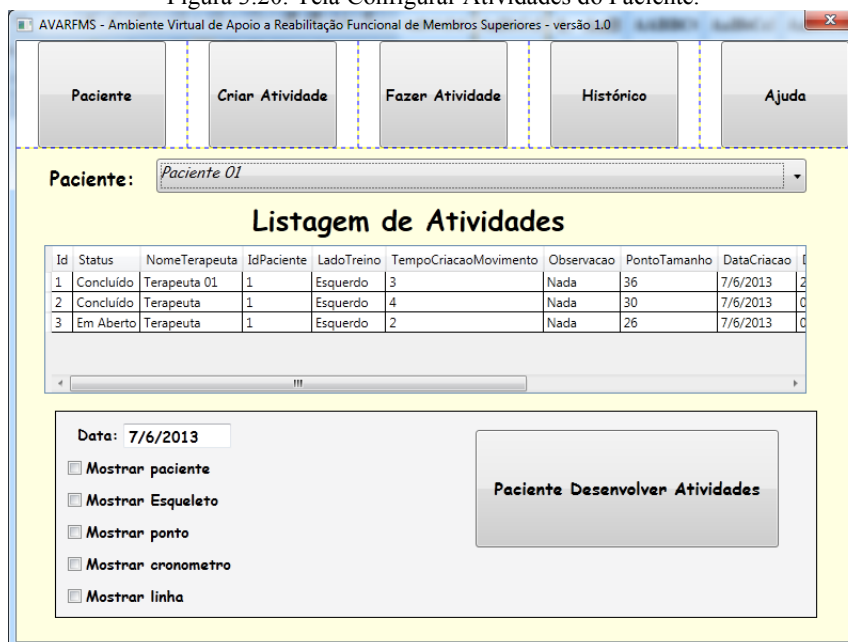 Figura 3.20: Tela Configurar Atividades do Paciente.
AVARFMS - Ambiente Virtual de Apoio a Reabilitação Funcional de Membros Superiores - versão 1.0
Paciente Criar Atividade Fazer Atividade Histórico Ajuda
Paciente: Paciente 01
Listagem de Atividades
Id Status NomeTerapeuta IdPaciente LadoTreino TempoCriacaoMovimento Observacao PontoTamanho DataCriacao
1 Concluído Terapeuta 01 1 Esquerdo 3 Nada 36 7/6/2013 2
2 Concluído Terapeuta 1 Esquerdo 4 Nada 30 7/6/2013 0
3 Em Aberto Terapeuta 1 Esquerdo 2 Nada 26 7/6/2013 0
Data: 7/6/2013
Mostrar paciente
Mostrar Esqueleto
Mostrar ponto
Mostrar cronometro
Mostrar linha
Paciente Desenvolver Atividades